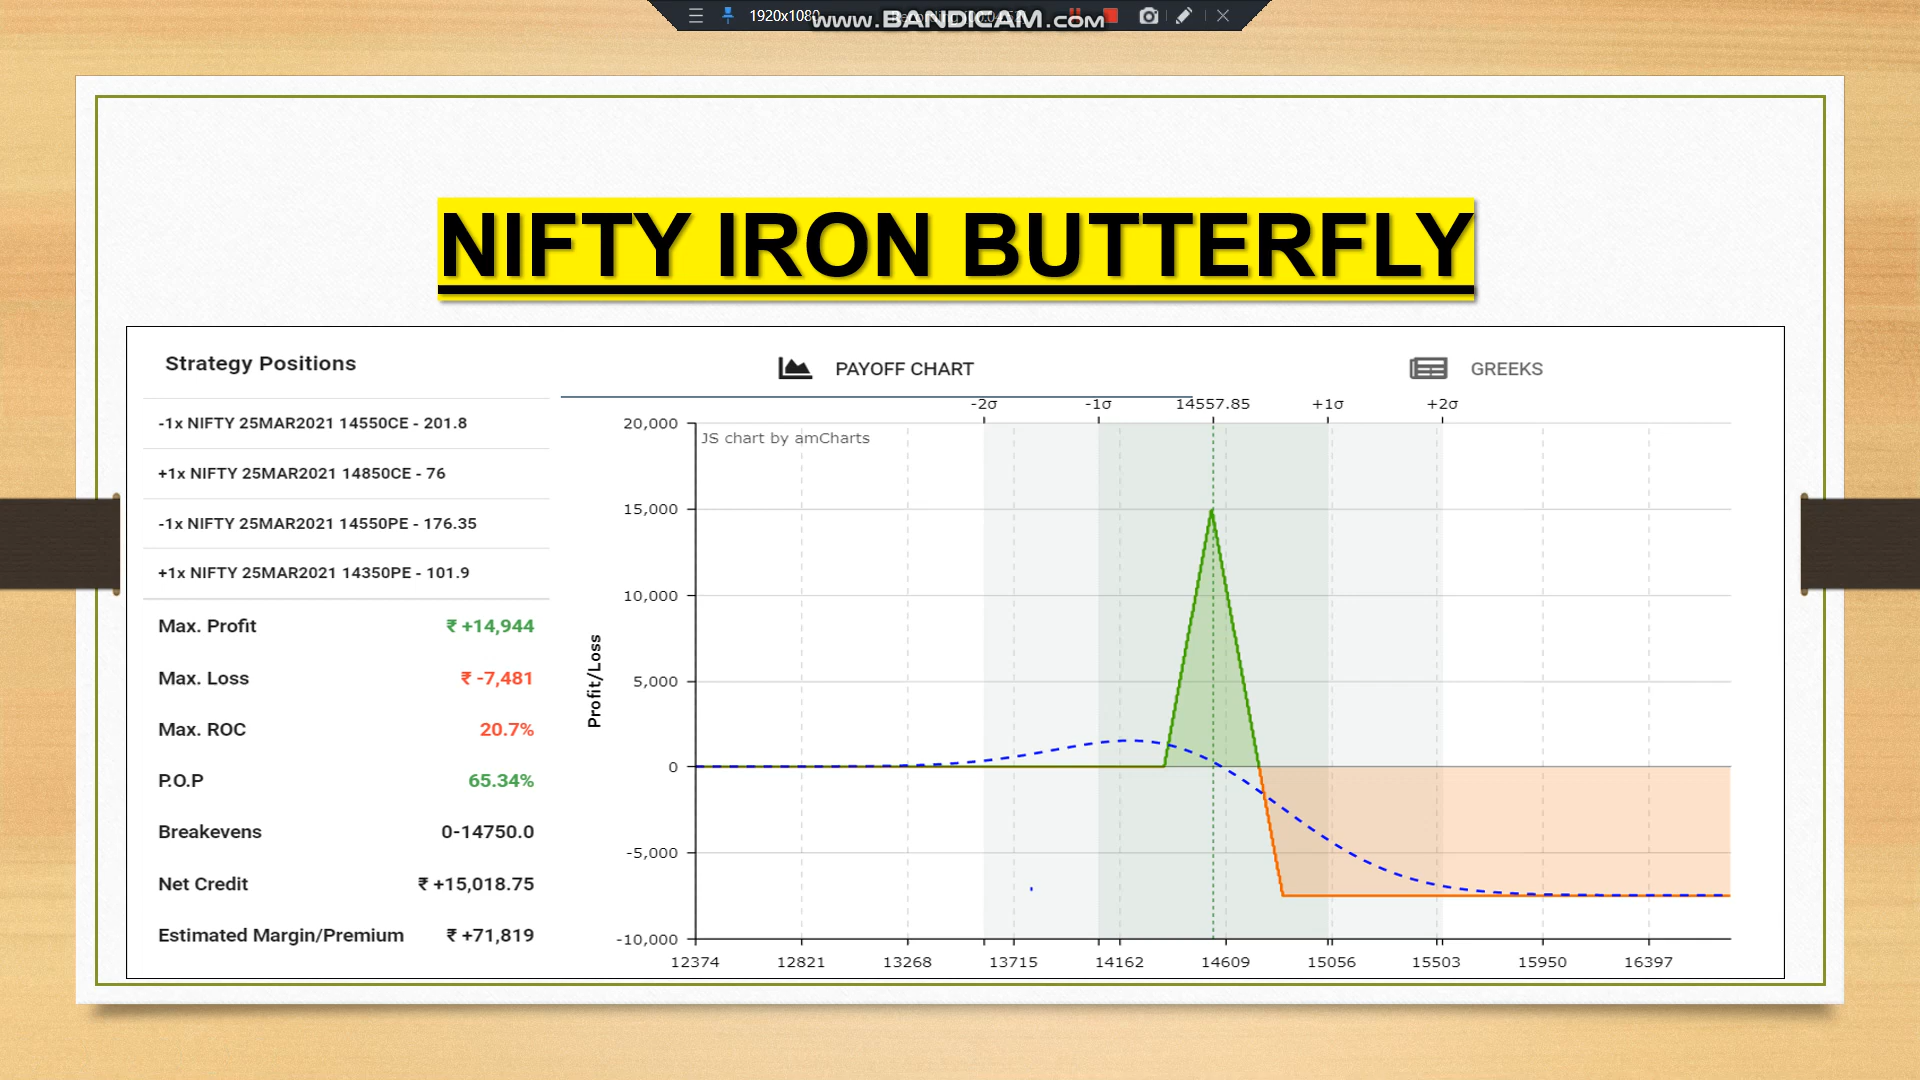 1920x1080
www.BANDICAM.com
NIFTY IRON BUTTERFLY
Strategy Positions
-1x NIFTY 25MAR2021 14550CE - 201.8
+1x NIFTY 25MAR2021 14850CE - 76
-1x NIFTY 25MAR2021 14550PE - 176.35
+1x NIFTY 25MAR2021 14350PE - 101.9
Max. Profit ₹ +14,944
Max. Loss ₹ -7,481
Max. ROC 20.7%
P.O.P 65.34%
Breakevens 0-14750.0
Net Credit ₹ +15,018.75
Estimated Margin/Premium ₹ +71,819
PAYOFF CHART GREEKS
-2σ -1σ 14557.85 +1σ +2σ
JS chart by amCharts
Profit/Loss
20,000
15,000
10,000
5,000
0
-5,000
-10,000
12374 12821 13268 13715 14162 14609 15056 15503 15950 16397